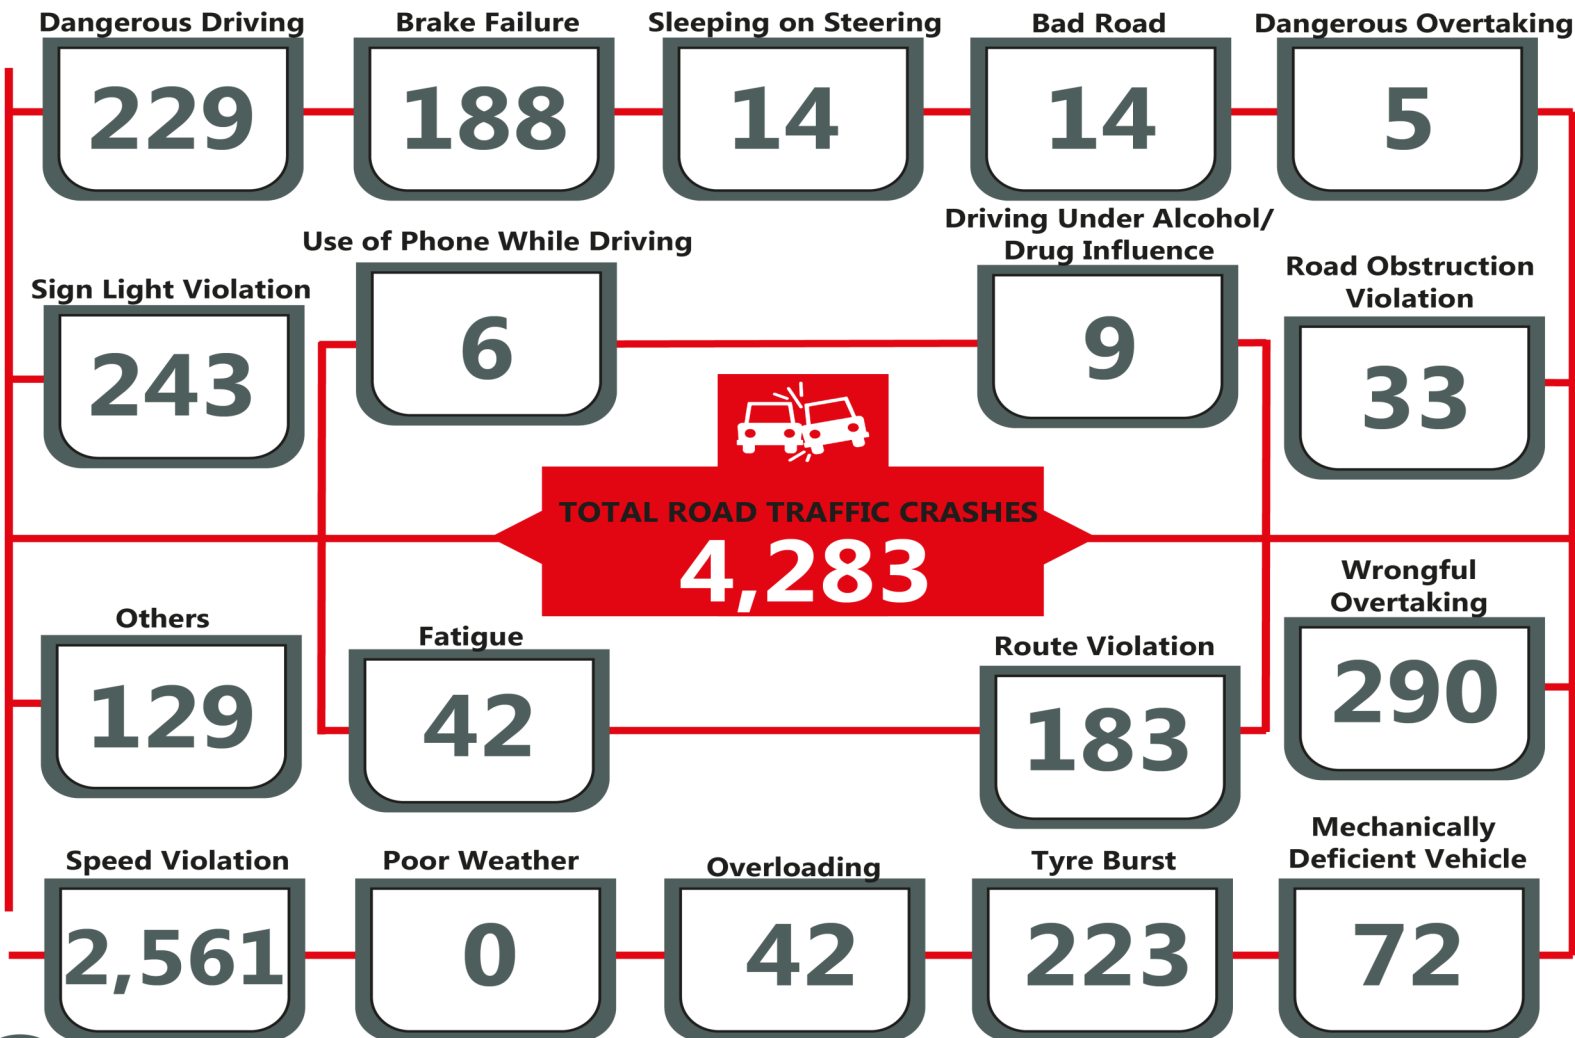 Dangerous Driving
229
Brake Failure
188
Sleeping on Steering
14
Bad Road
14
Dangerous Overtaking
5
Sign Light Violation
243
Use of Phone While Driving
6
Driving Under Alcohol/
Drug Influence
9
Road Obstruction
Violation
33
TOTAL ROAD TRAFFIC CRASHES
4,283
Others
129
Fatigue
42
Route Violation
183
Wrongful
Overtaking
290
Speed Violation
2,561
Poor Weather
0
Overloading
42
Tyre Burst
223
Mechanically
Deficient Vehicle
72